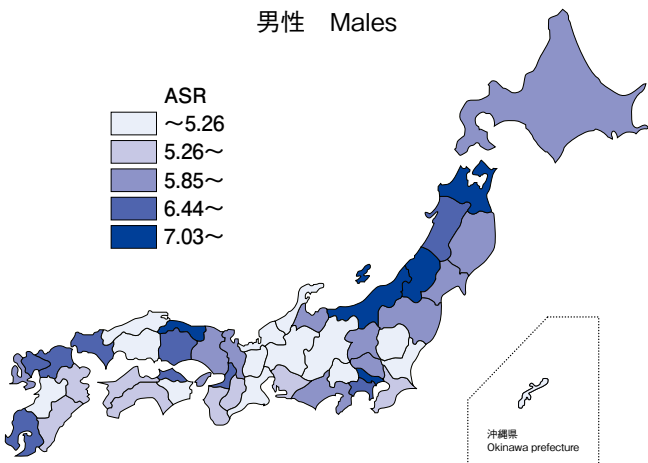 男性 Males
ASR
～5.26
5.26～
5.85～
6.44～
7.03～
沖縄県
Okinawa prefecture